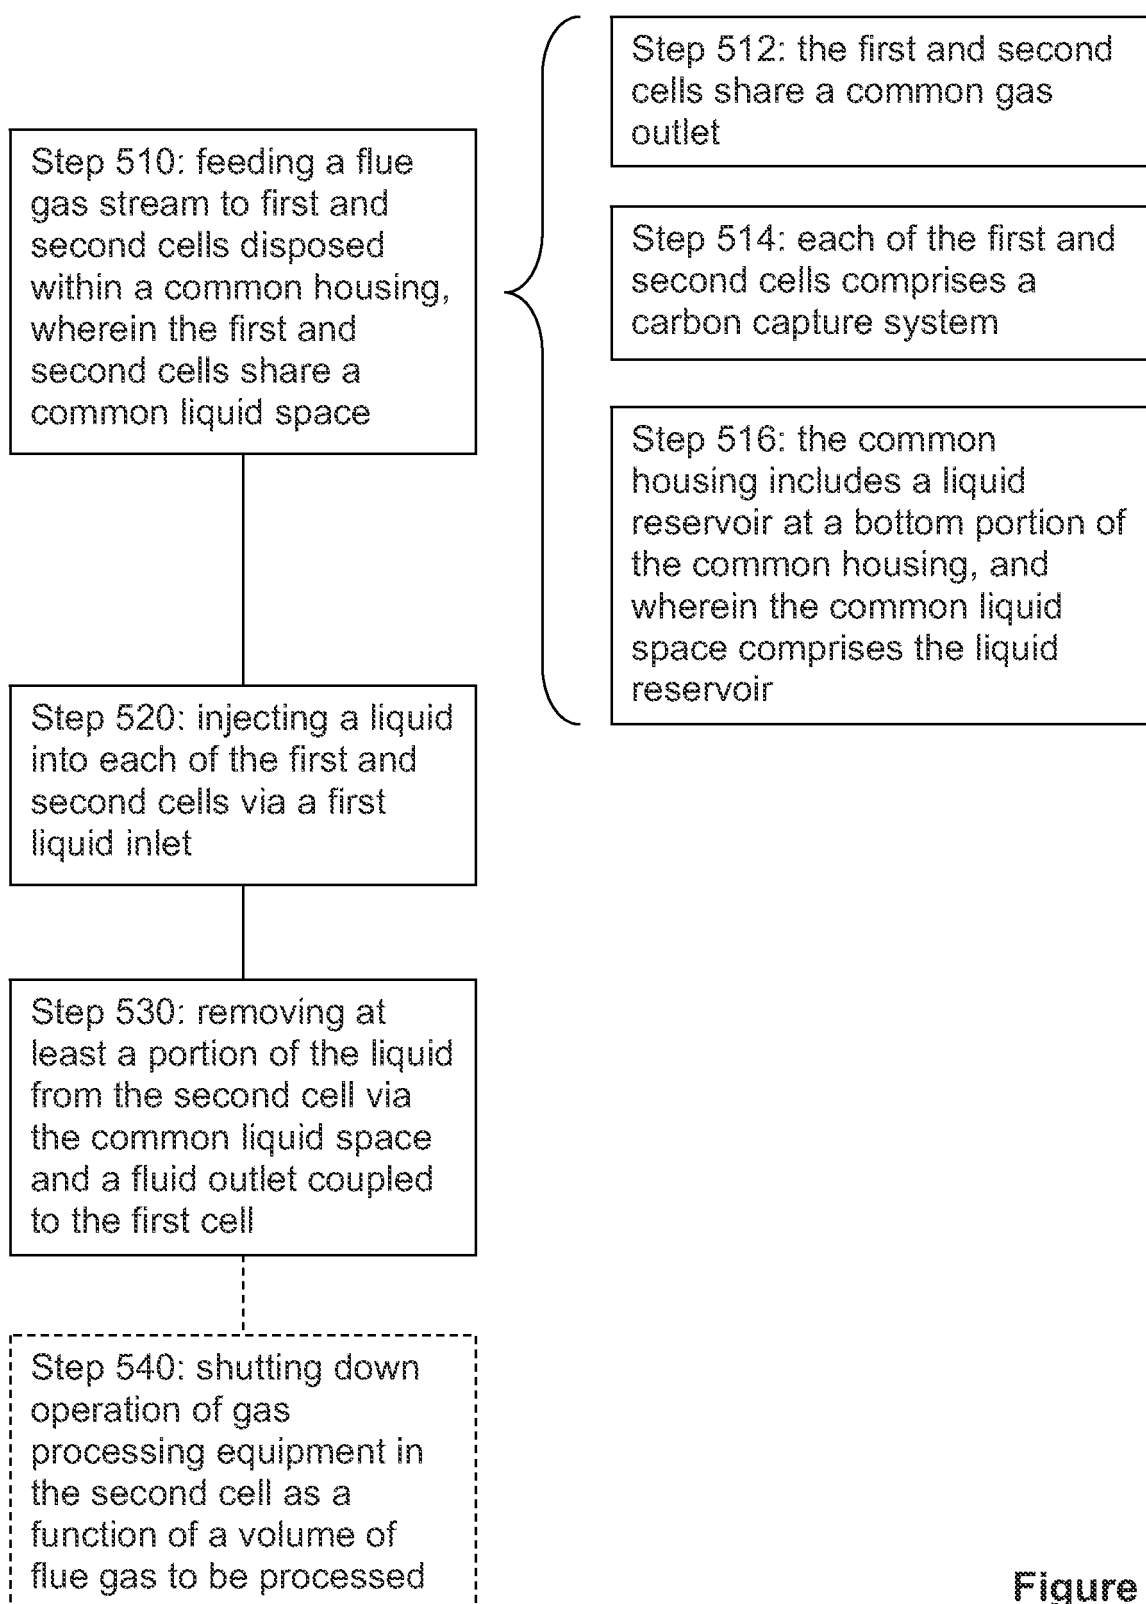 Step 510: feeding a flue
gas stream to first and
second cells disposed
within a common housing,
wherein the first and
second cells share a
common liquid space
Step 512: the first and second
cells share a common gas
outlet
Step 514: each of the first and
second cells comprises a
carbon capture system
Step 516: the common
housing includes a liquid
reservoir at a bottom portion of
the common housing, and
wherein the common liquid
space comprises the liquid
reservoir
Step 520: injecting a liquid
into each of the first and
second cells via a first
liquid inlet
Step 530: removing at
least a portion of the liquid
from the second cell via
the common liquid space
and a fluid outlet coupled
to the first cell
Step 540: shutting down
operation of gas
processing equipment in
the second cell as a
function of a volume of
flue gas to be processed
Figure